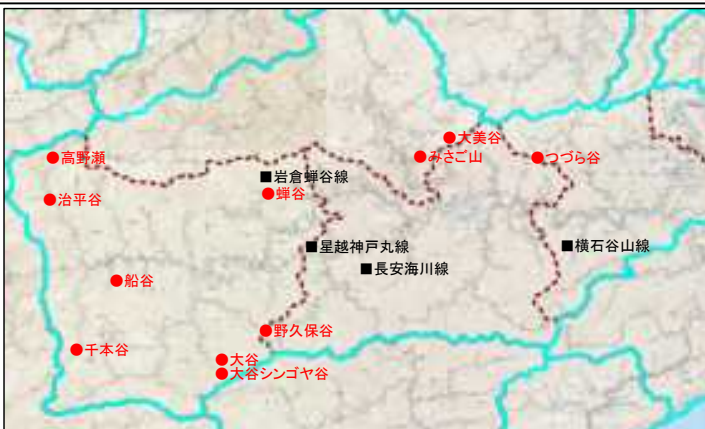 大美谷
高野瀬
みさご山
つづら谷
■岩倉蝉谷線
治平谷
蝉谷
■星越神戸丸線
■横石谷山線
■長安海川線
船谷
野久保谷
千本谷
大谷
大谷シンゴヤ谷